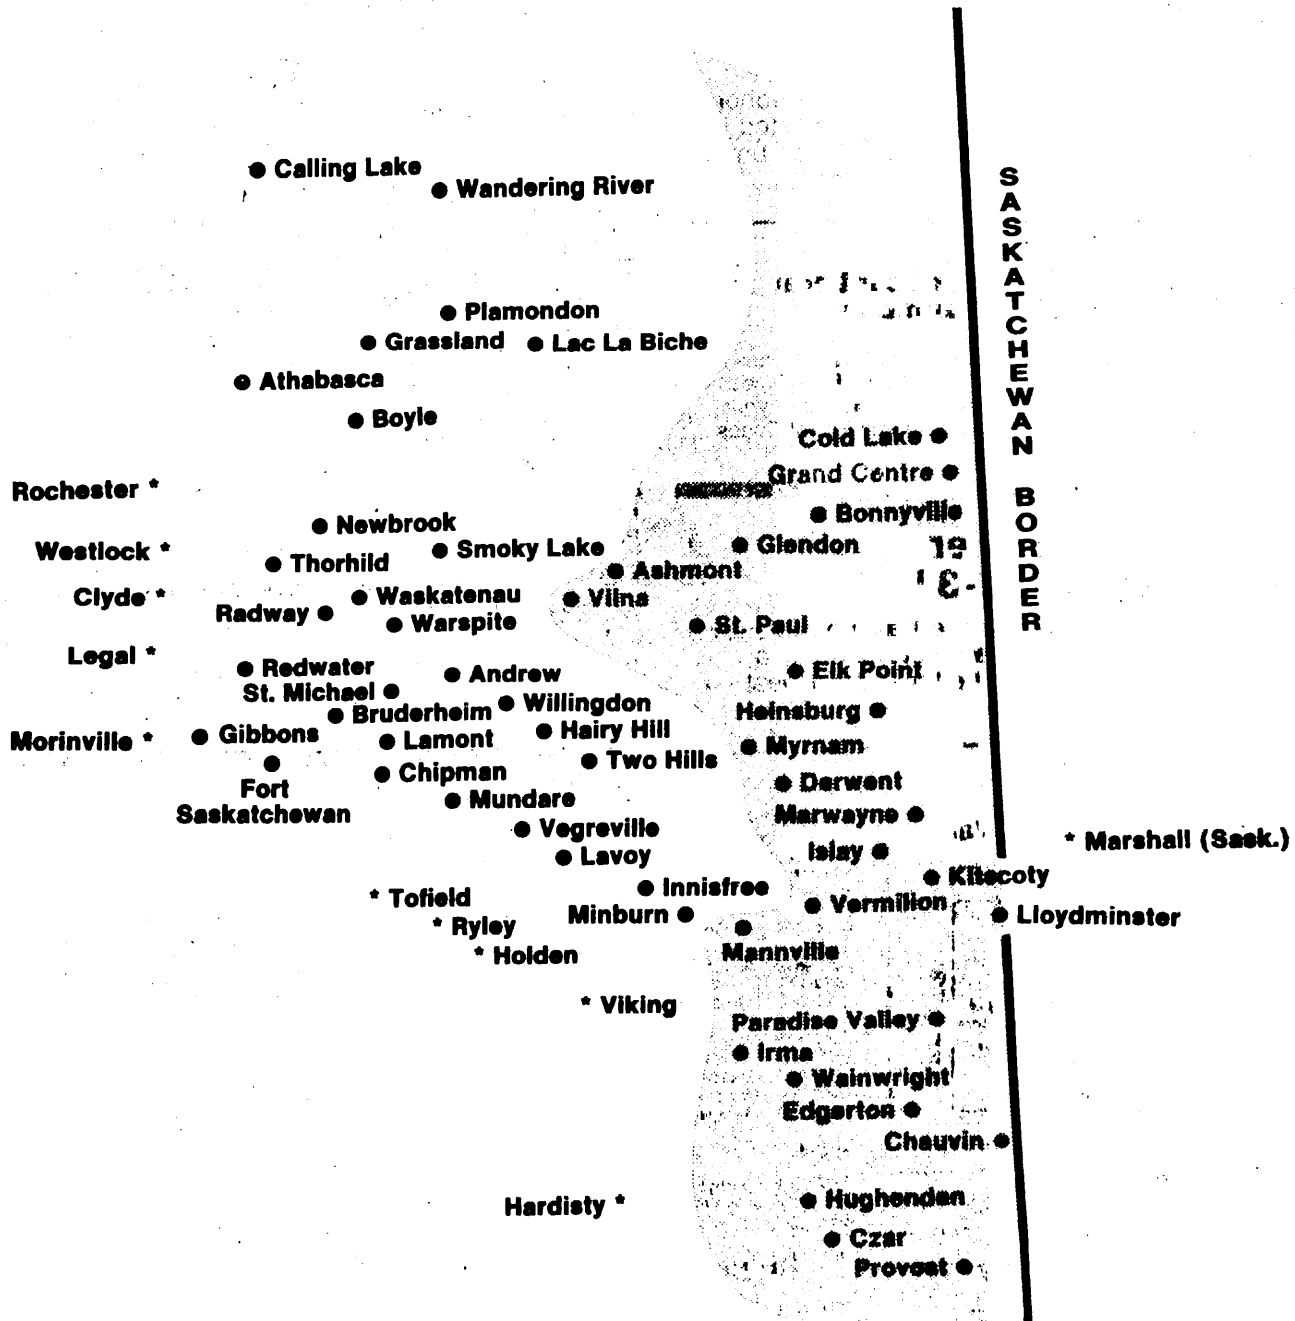 Calling Lake
Wandering River
SASKATCHEWAN BORDER
Plamondon
Grassland
Lac La Biche
Athabasca
Boyle
Cold Lake
Grand Centre
Rochester *
Bonnyville
Newbrook
Westlock *
Smoky Lake
Glendon
Thorhild
Ashmont
Clyde *
Waskatenau
Vilna
Radway
Warspite
St. Paul
Legal *
Redwater
Andrew
Elk Point
St. Michael
Willingdon
Bruderheim
Heinsburg
Morinville *
Gibbons
Lamont
Hairy Hill
Myrnam
Two Hills
Fort
Saskatchewan
Chipman
Derwent
Mundare
Marwayne
Vegreville
* Marshall (Sask.)
Lavoy
Islay
Kitscoty
Innisfree
* Tofield
Vermilion
Minburn
Lloydminster
* Ryley
Mannville
* Holden
* Viking
Paradise Valley
Irma
Wainwright
Edgerton
Chauvin
Hardisty *
Hughenden
Czar
Provost